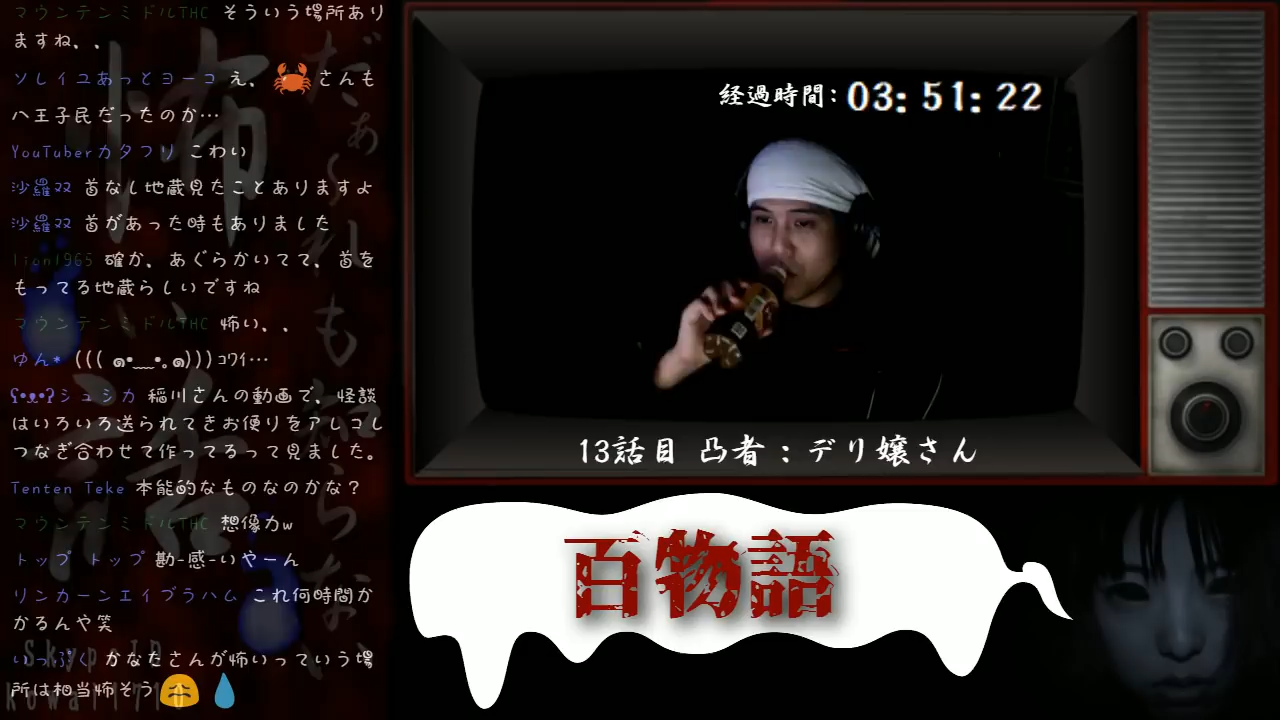 マウンテンミドルTHC そういう場所あり
ますね、、
ソレイユあっとヨーコ え、🦀さんも
八王子民だったのか…
YouTuberカタフリ こわい
沙羅双 首なし地蔵見たことありますよ
沙羅双 首があった時もありました
lion1965 確か、あぐらかいてて、首を
もってる地蔵らしいですね
マウンテンミドルTHC 怖い、、
ゆん* ((( ๑•﹏•。๑)))ｺﾜｲ…
ʕ•ᴥ•ʔシュシカ 稲川さんの動画で、怪談
はいろいろ送られてきお便りをアレコレ
つなぎ合わせて作ってるって見ました。
Tenten Teke 本能的なものなのかな？
マウンテンミドルTHC 想像力w
トップ トップ 勘-感-いやーん
リンカーンエイブラハム これ何時間か
かるんや笑
いっぷく かなたさんが怖いっていう場
所は相当怖そう
経過時間：03：51：22
13話目 凸者：デリ嬢さん
百物語